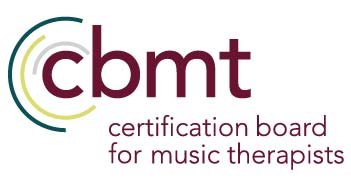 cbmt
certification board
for music therapists